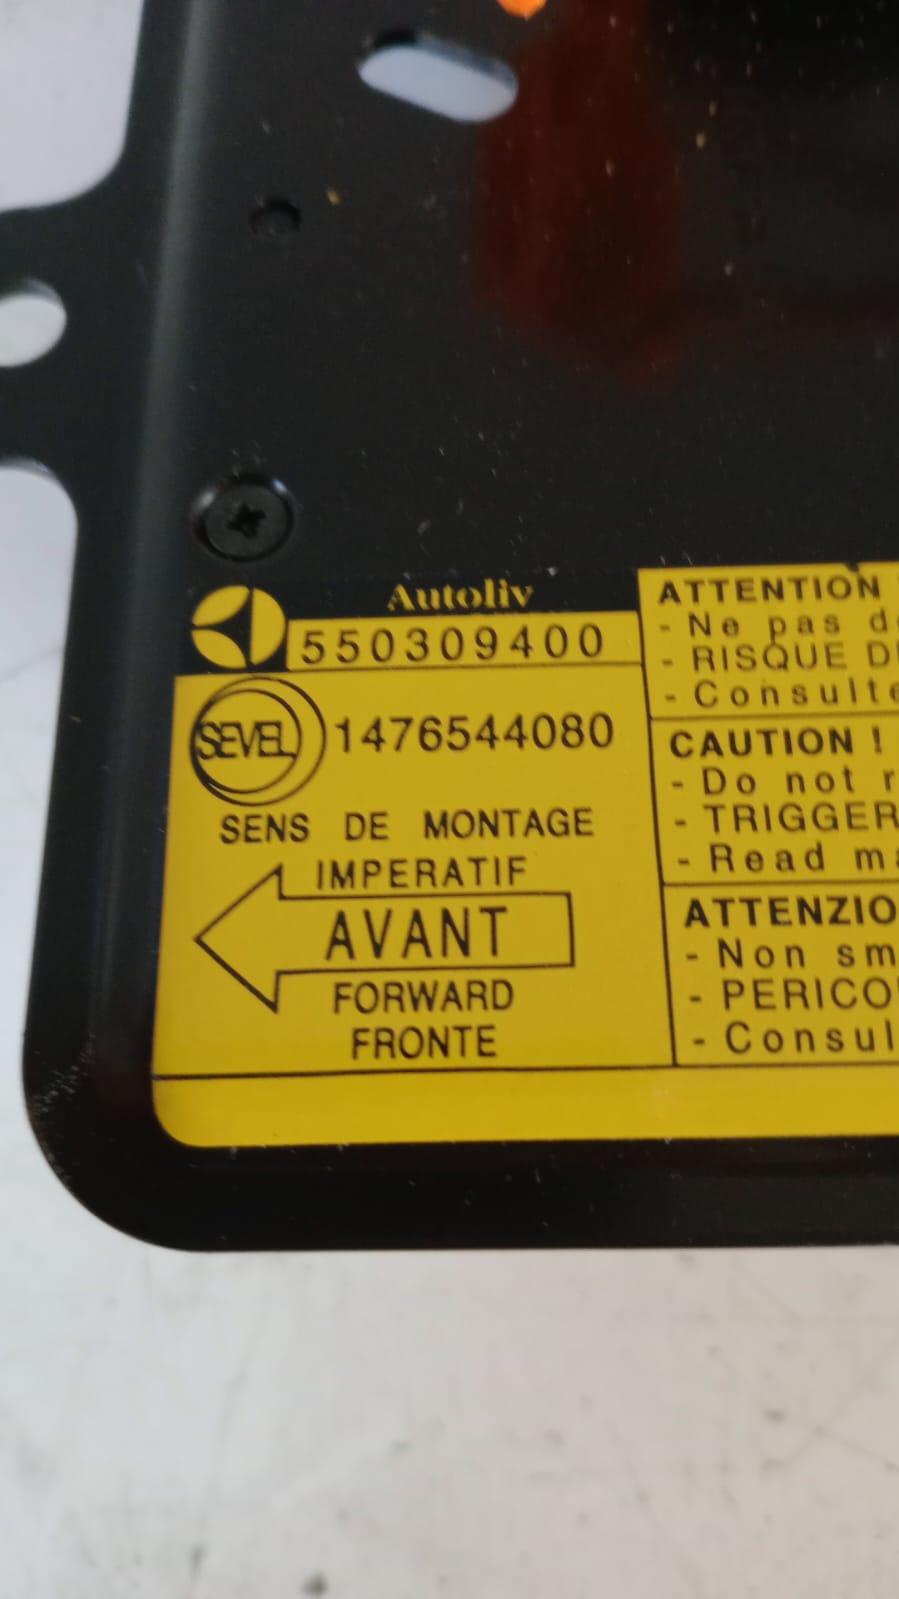 Autoliv
550309400
SEVEL 1476544080
SENS DE MONTAGE
IMPERATIF
AVANT
FORWARD
FRONTE
ATTENTION
- Ne pas
- RISQUE
- Consulte
CAUTION !
- Do not
- TRIGGER
- Read
ATTENZIO
- Non
- PERICO
- Consul